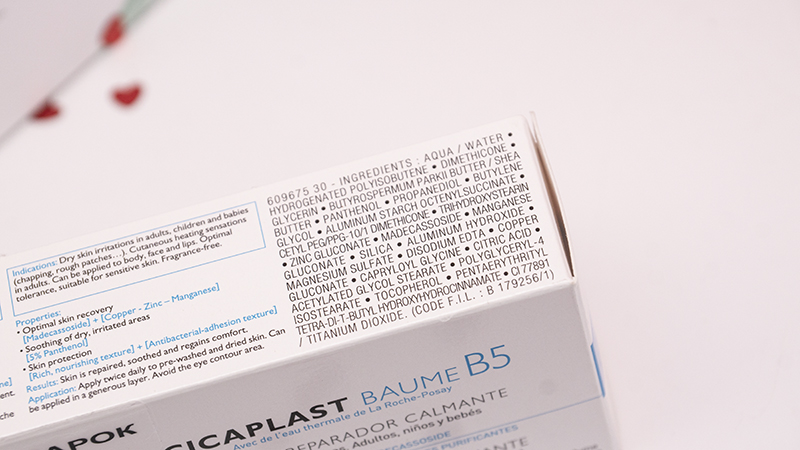 Indications: Dry skin irritations in adults, children and babies
(chapping, rough patches...). Cutaneous heating sensations
in adults. Can be applied to body, face and lips. Optimal
tolerance, suitable for sensitive skin. Fragrance-free.
Properties:
• Optimal skin recovery
[Madecassoside] + [Copper - Zinc – Manganese]
• Soothing of dry, irritated areas
[5% Panthenol]
• Skin protection
[Rich, nourishing texture] + [Antibacterial-adhesion texture]
Results: Skin is repaired, soothed and regains comfort.
Application: Apply twice daily to pre-washed and dried skin. Can
be applied in a generous layer. Avoid the eye contour area.
609675 30 - INGREDIENTS : AQUA / WATER •
HYDROGENATED POLYISOBUTENE • DIMETHICONE •
GLYCERIN • BUTYROSPERMUM PARKII BUTTER / SHEA
BUTTER • PANTHENOL • PROPANEDIOL • BUTYLENE
GLYCOL • ALUMINUM STARCH OCTENYLSUCCINATE •
CETYL PEG/PPG-10/1 DIMETHICONE • TRIHYDROXYSTEARIN
• ZINC GLUCONATE • MADECASSOSIDE • MANGANESE
GLUCONATE • SILICA • ALUMINUM HYDROXIDE •
MAGNESIUM SULFATE • DISODIUM EDTA • COPPER
GLUCONATE • CAPRYLOYL GLYCINE • CITRIC ACID •
ACETYLATED GLYCOL STEARATE • POLYGLYCERYL-4
ISOSTEARATE • TOCOPHEROL • PENTAERYTHRITYL
TETRA-DI-T-BUTYL HYDROXYHYDROCINNAMATE • CI 77891
/ TITANIUM DIOXIDE. (CODE F.I.L. : B 179256/1)
CICAPLAST BAUME B5
Avec de l'eau thermale de La Roche-Posay
REPARADOR CALMANTE
Adultos, niños y bebés